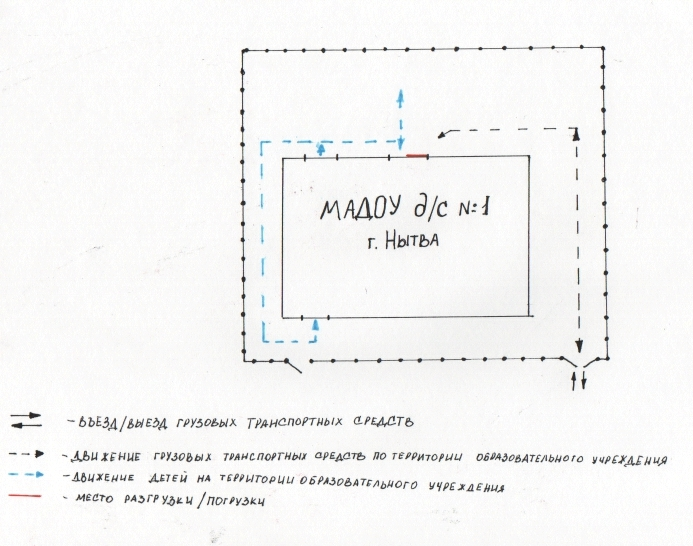 МАДОУ д/с №1
г. Нытва
- ВЪЕЗД/ВЫЕЗД ГРУЗОВЫХ ТРАНСПОРТНЫХ СРЕДСТВ
- ДВИЖЕНИЕ ГРУЗОВЫХ ТРАНСПОРТНЫХ СРЕДСТВ ПО ТЕРРИТОРИИ ОБРАЗОВАТЕЛЬНОГО УЧРЕЖДЕНИЯ
- ДВИЖЕНИЕ ДЕТЕЙ НА ТЕРРИТОРИИ ОБРАЗОВАТЕЛЬНОГО УЧРЕЖДЕНИЯ
- МЕСТО РАЗГРУЗКИ/ПОГРУЗКИ